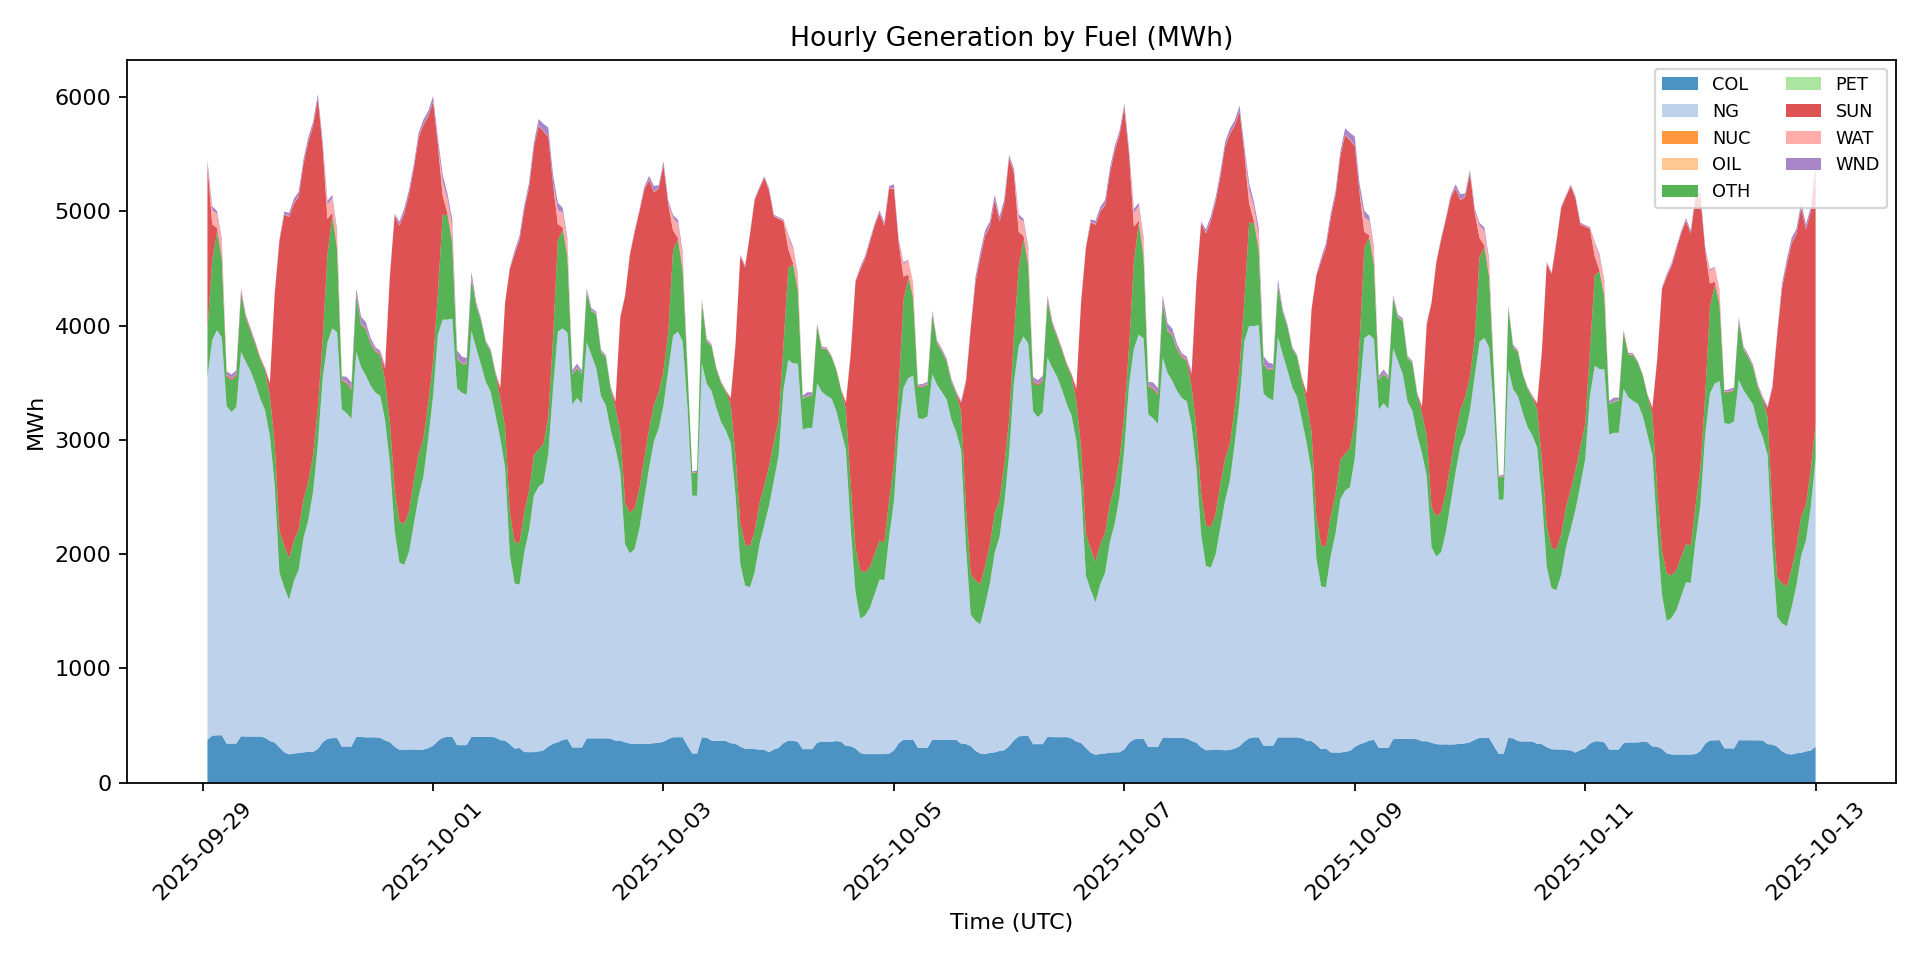 Hourly Generation by Fuel (MWh)
COL
NG
NUC
OIL
OTH
PET
SUN
WAT
WND
MWh
6000
5000
4000
3000
2000
1000
0
2025-09-29
2025-10-01
2025-10-03
2025-10-05
2025-10-07
2025-10-09
2025-10-11
2025-10-13
Time (UTC)